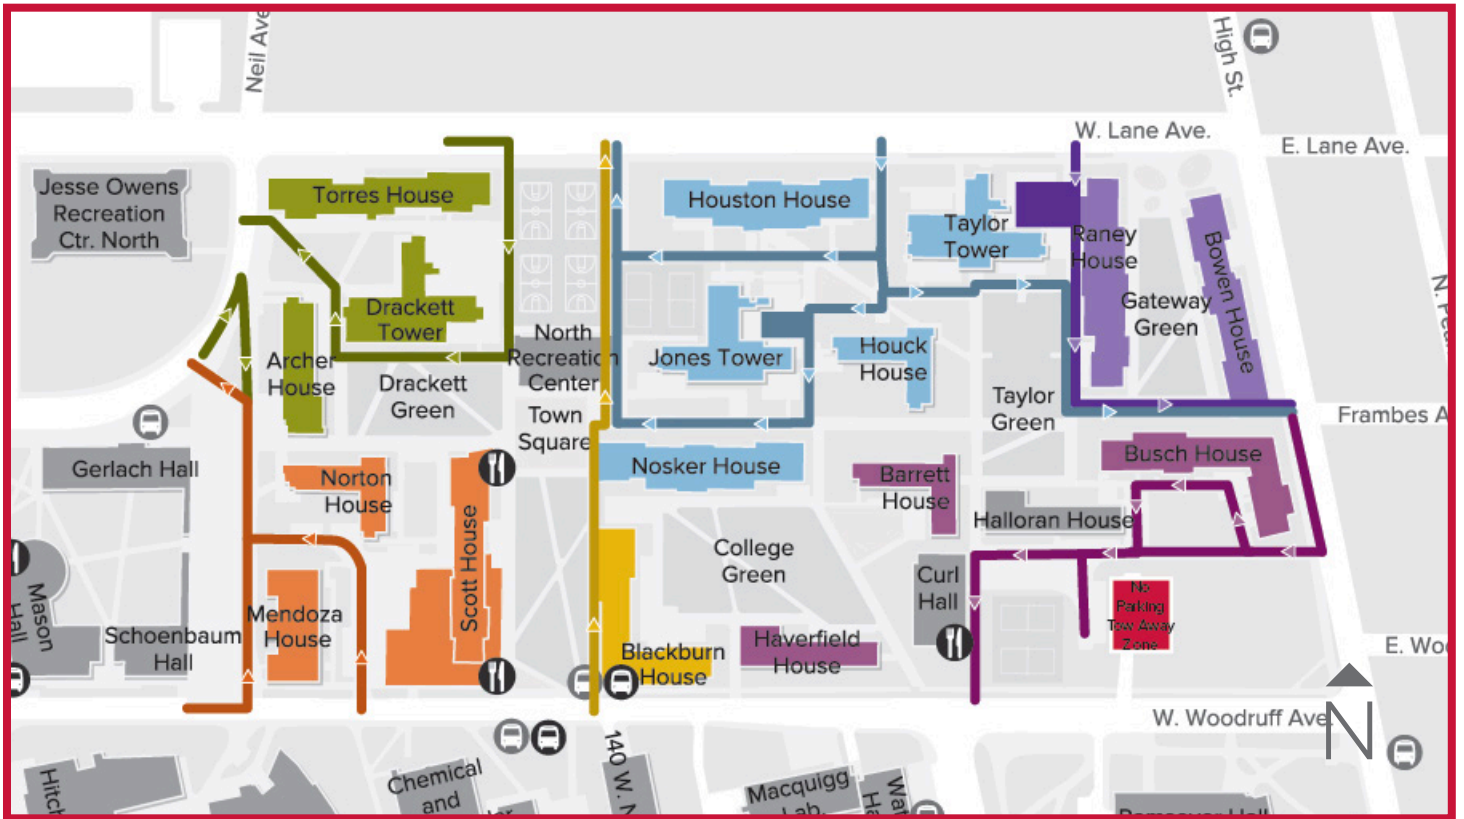 Neil Ave
High St.
W. Lane Ave.
E. Lane Ave.
Jesse Owens
Recreation
Ctr. North
Torres House
Houston House
Taylor
Tower
Raney
House
Bowen House
Gateway
Green
Drackett
Tower
North
Recreation
Center
Archer
House
Drackett
Green
Jones Tower
Houck
House
Taylor
Green
Town
Square
Frambes A
Gerlach Hall
Norton
House
Scott House
Nosker House
Barrett
House
Busch House
Halloran House
College
Green
Curl
Hall
No
Parking
Tow Away
Zone
Mason
Hall
Schoenbaum
Hall
Mendoza
House
Blackburn
House
Haverfield
House
E. Woo
W. Woodruff Ave.
N
140 W.
Hitch
Chemical
and
Macquigg
Lab